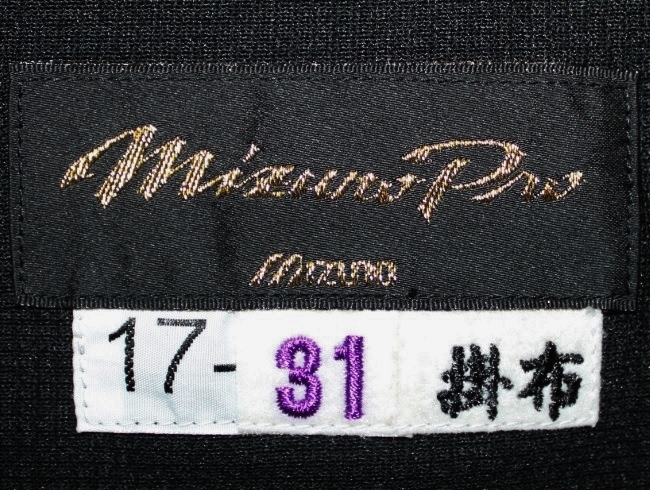 Mizuno Pro
mizuno
17- 31 掛布